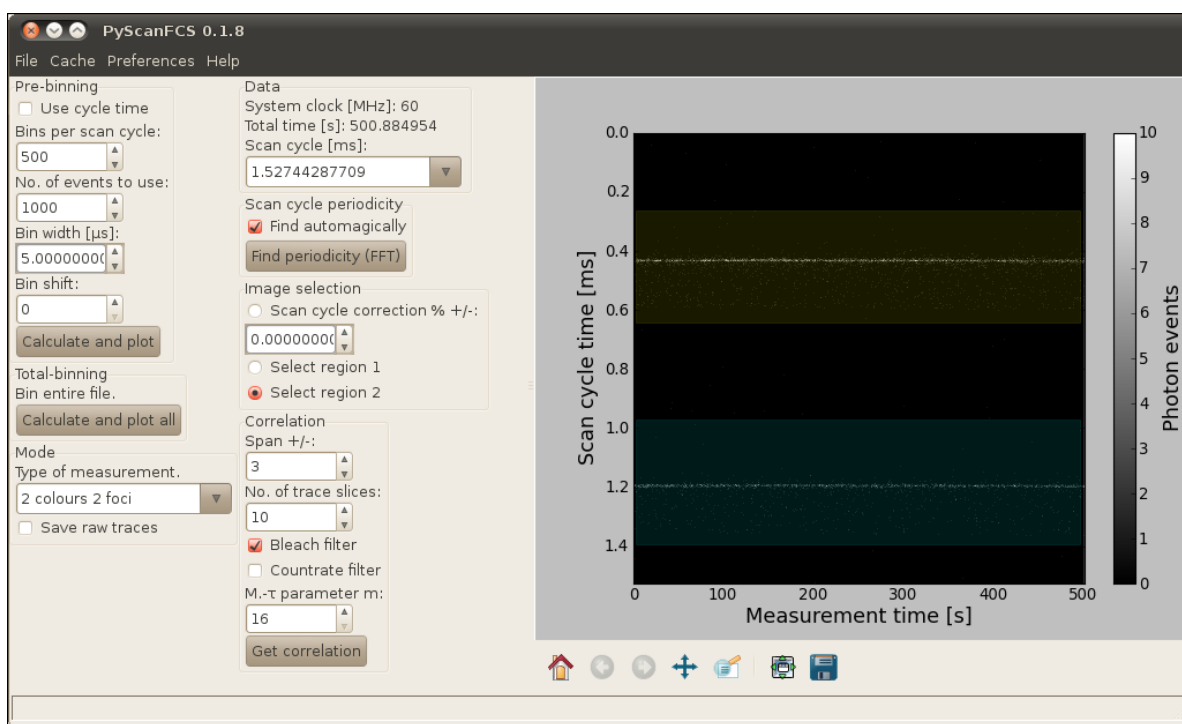 PyScanFCS 0.1.8
File Cache Preferences Help
Pre-binning
Use cycle time
Bins per scan cycle:
500
No. of events to use:
1000
Bin width [µs]:
5.0000000(
Bin shift:
0
Calculate and plot
Total-binning
Bin entire file.
Calculate and plot all
Mode
Type of measurement.
2 colours 2 foci
Save raw traces
Data
System clock [MHz]: 60
Total time [s]: 500.884954
Scan cycle [ms]:
1.52744287709
Scan cycle periodicity
Find automagically
Find periodicity (FFT)
Image selection
Scan cycle correction % +/-:
0.0000000(
Select region 1
Select region 2
Correlation
Span +/-:
3
No. of trace slices:
10
Bleach filter
Countrate filter
M.-τ parameter m:
16
Get correlation
Scan cycle time [ms]
0.0
0.2
0.4
0.6
0.8
1.0
1.2
1.4
0 100 200 300 400 500
Measurement time [s]
10
9
8
7
6
5
4
3
2
1
0
Photon events